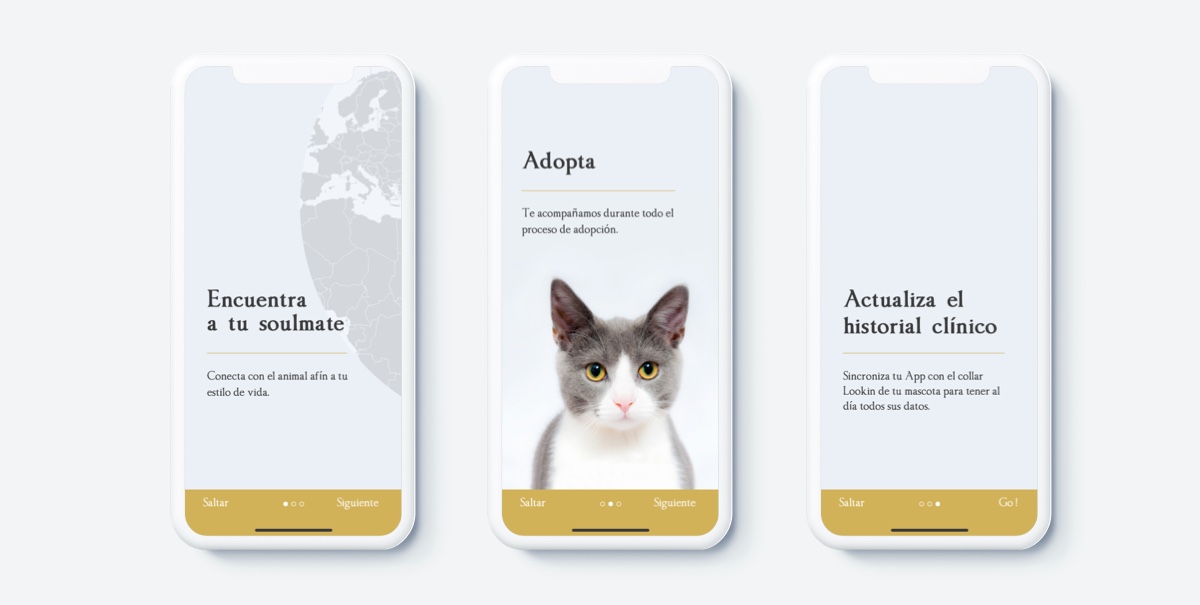 Encuentra
a tu soulmate
Conecta con el animal afín a tu
estilo de vida.
Saltar
Siguiente
Adopta
Te acompañamos durante todo el
proceso de adopción.
Saltar
Siguiente
Actualiza el
historial clínico
Sincroniza tu App con el collar
Lookin de tu mascota para tener al
día todos sus datos.
Saltar
Go !